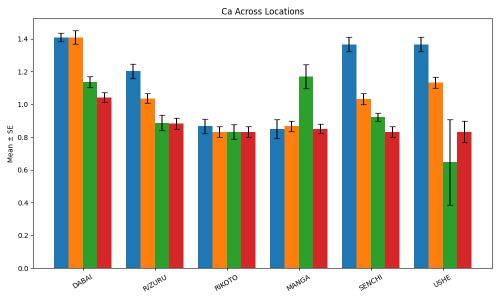 Ca Across Locations
Mean ± SE
1.4
1.2
1.0
0.8
0.6
0.4
0.2
0.0
DABAI
R/ZURU
RIKOTO
MANGA
SENCHI
USHE